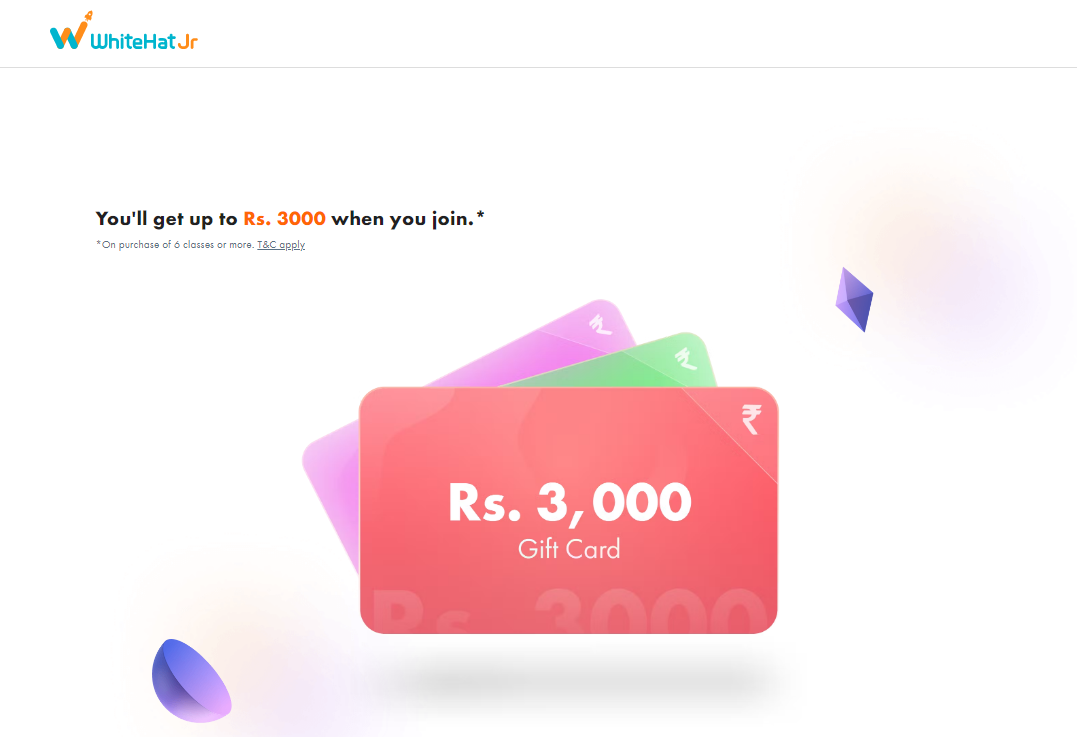 WhiteHat Jr
You'll get up to Rs. 3000 when you join.*
*On purchase of 6 classes or more. T&C apply
₹
₹
₹
Rs. 3,000
Gift Card
Rs. 3000